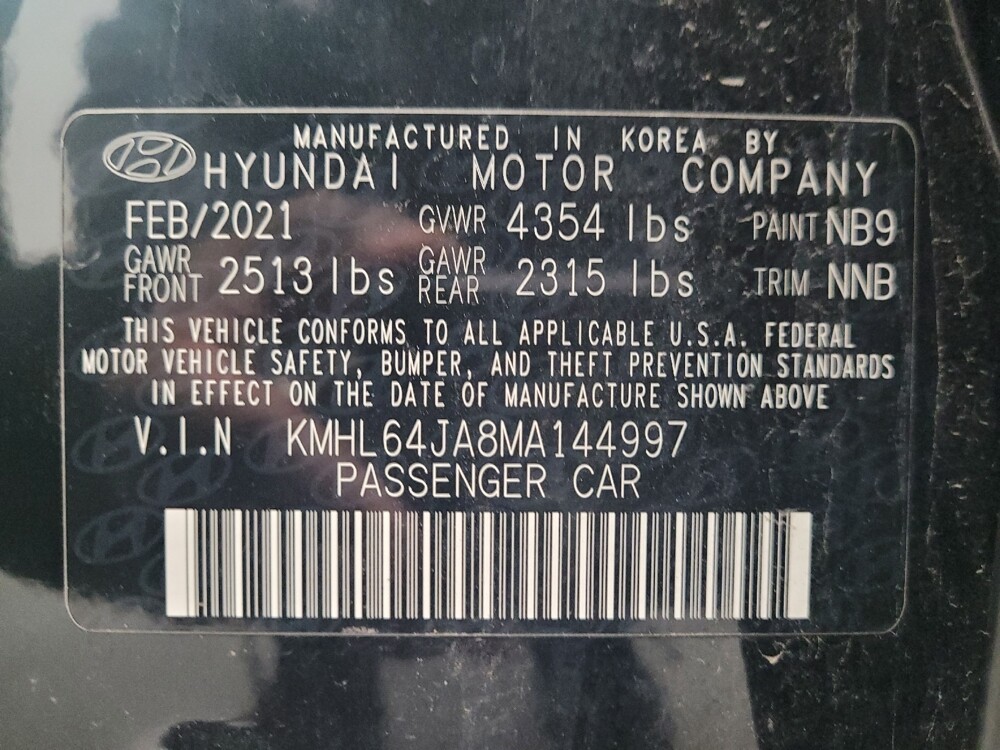 MANUFACTURED IN KOREA BY
HYUNDAI MOTOR COMPANY
FEB/2021 GVWR 4354 lbs PAINT NB9
GAWR FRONT 2513 lbs GAWR REAR 2315 lbs TRIM NNB
THIS VEHICLE CONFORMS TO ALL APPLICABLE U.S.A. FEDERAL
MOTOR VEHICLE SAFETY, BUMPER, AND THEFT PREVENTION STANDARDS
IN EFFECT ON THE DATE OF MANUFACTURE SHOWN ABOVE
V.I.N KMHL64JA8MA144997
PASSENGER CAR